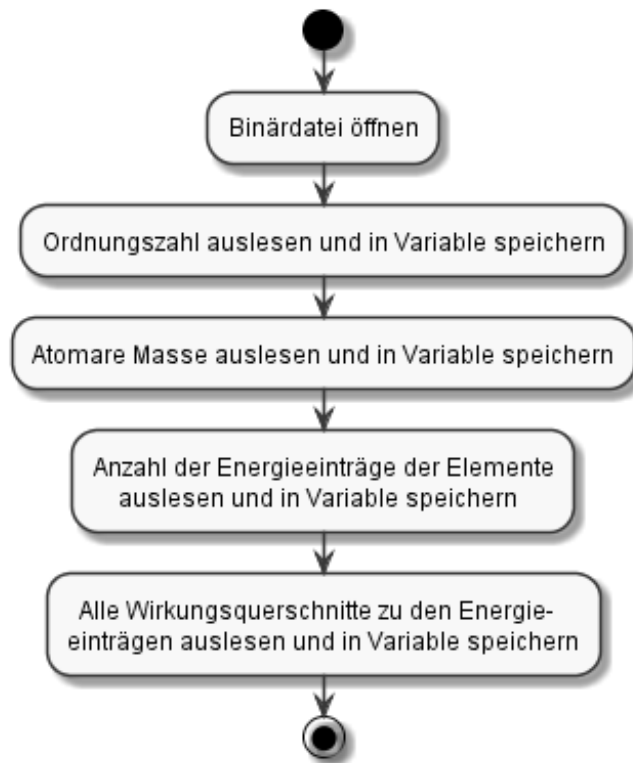 Binärdatei öffnen
Ordnungszahl auslesen und in Variable speichern
Atomare Masse auslesen und in Variable speichern
Anzahl der Energieeinträge der Elemente
auslesen und in Variable speichern
Alle Wirkungsquerschnitte zu den Energie-
einträgen auslesen und in Variable speichern